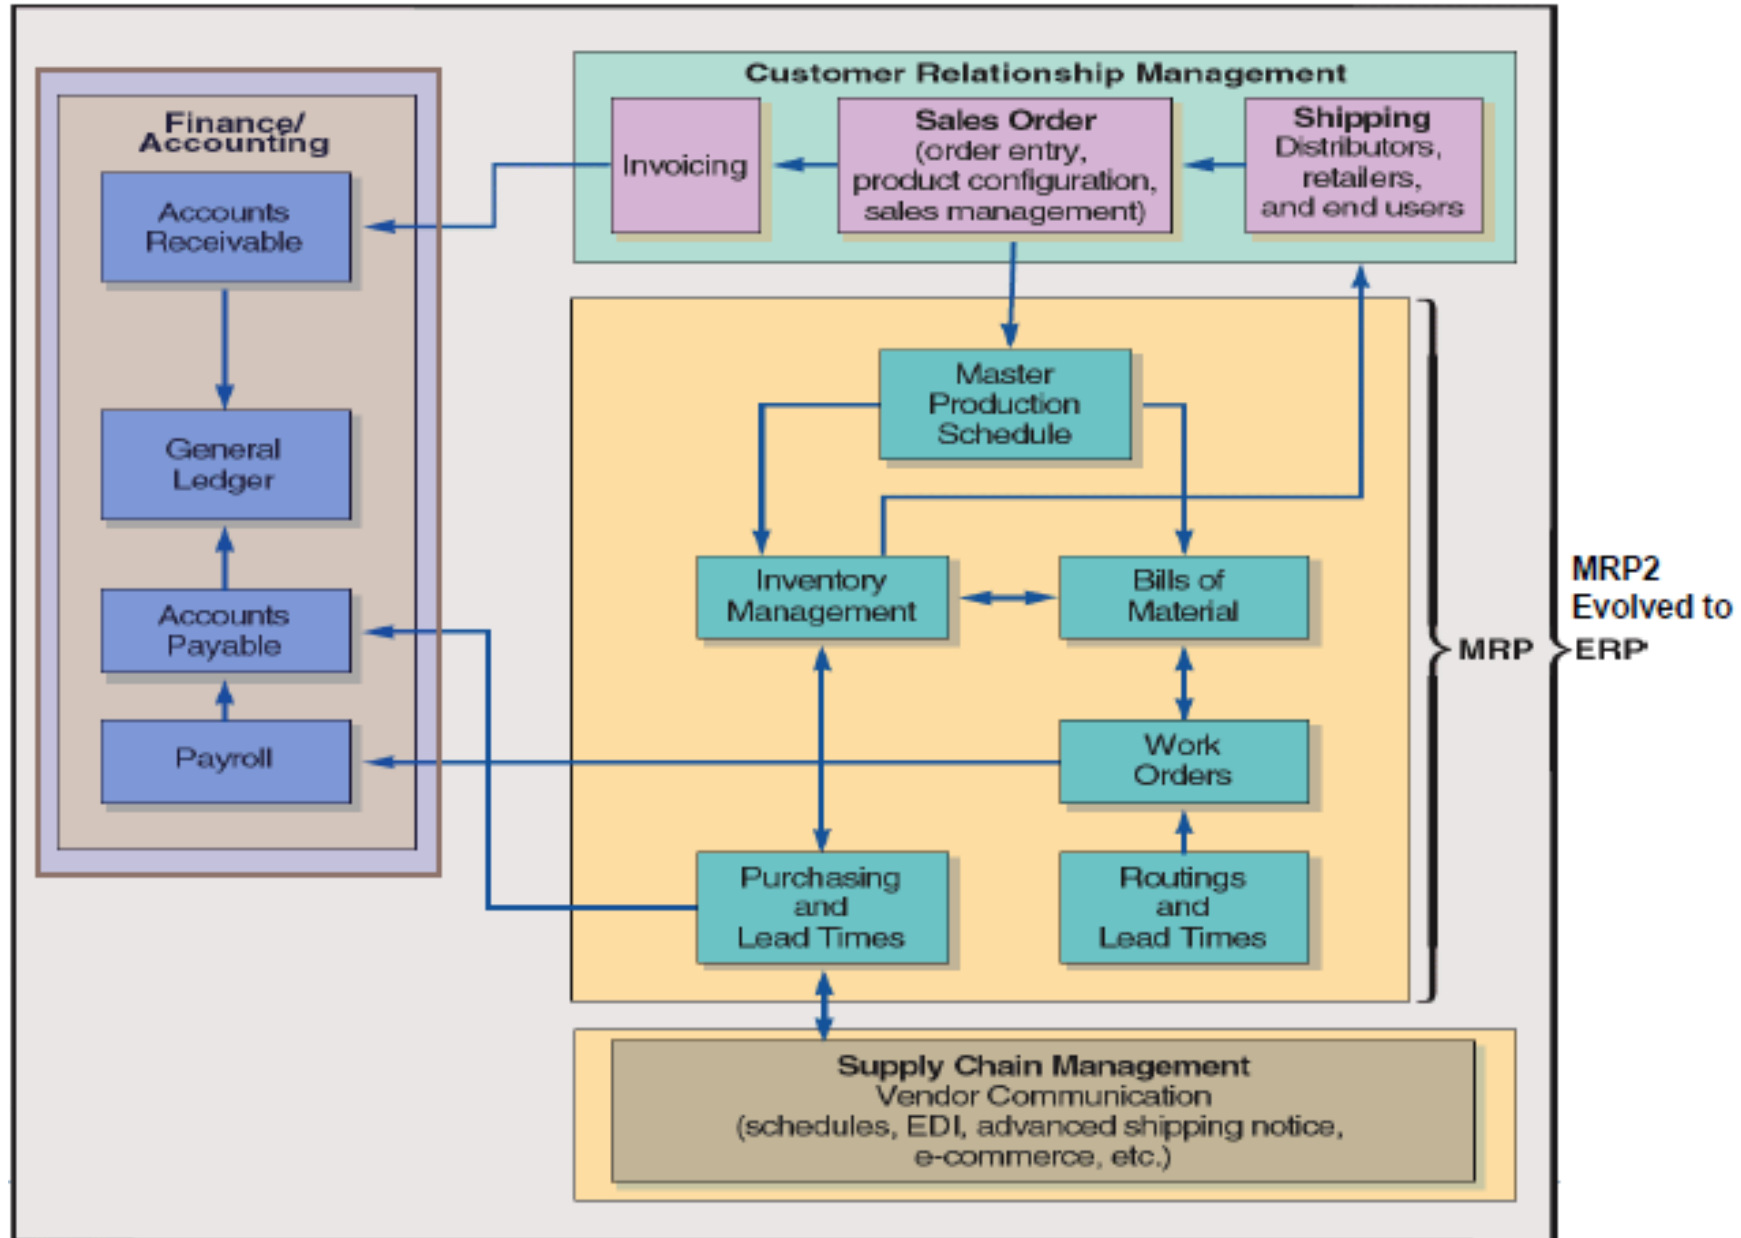 Customer Relationship Management
Finance/
Accounting
Accounts
Receivable
General
Ledger
Accounts
Payable
Payroll
Invoicing
Sales Order
(order entry,
product configuration,
sales management)
Shipping
Distributors,
retailers,
and end users
Master
Production
Schedule
Inventory
Management
Bills of
Material
Work
Orders
Purchasing
and
Lead Times
Routings
and
Lead Times
MRP
MRP2
Evolved to
ERP
Supply Chain Management
Vendor Communication
(schedules, EDI, advanced shipping notice,
e-commerce, etc.)